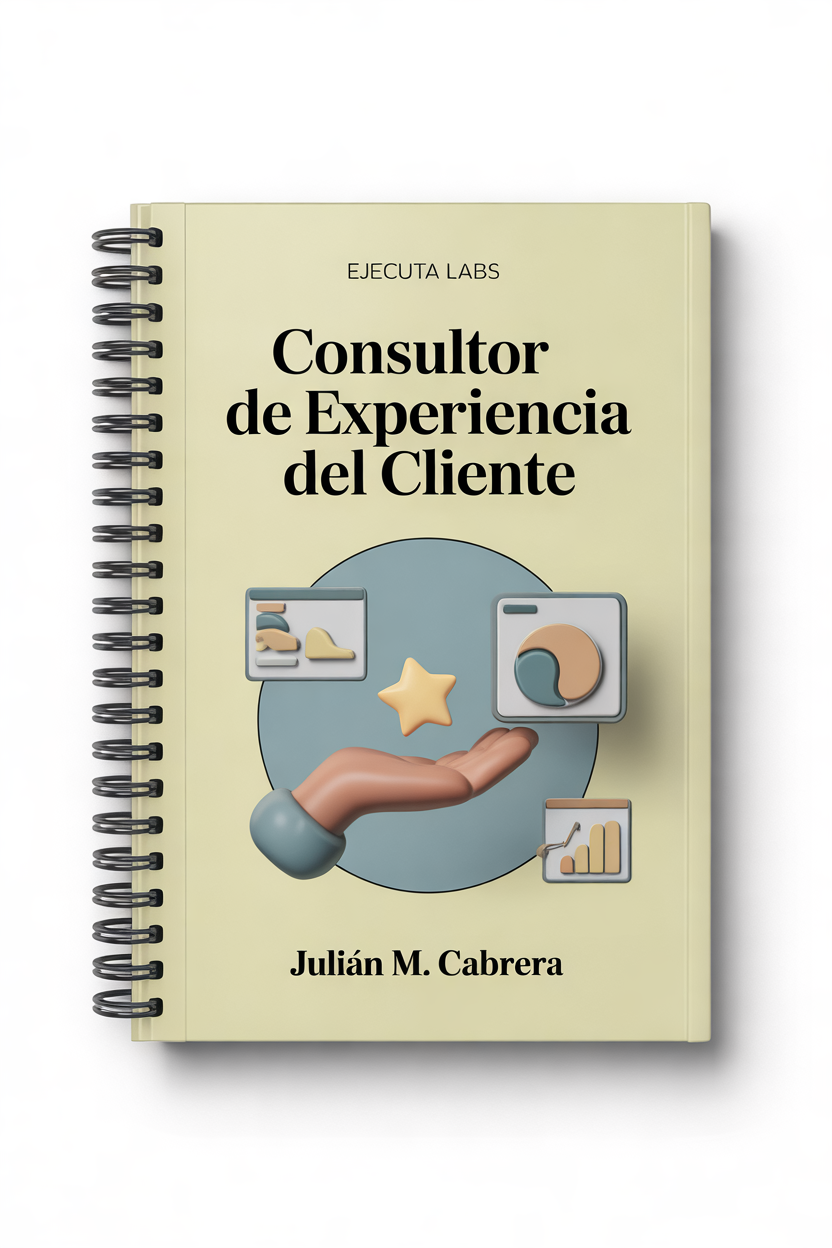 EJECUTA LABS
Consultor
de Experiencia
del Cliente
Julián M. Cabrera